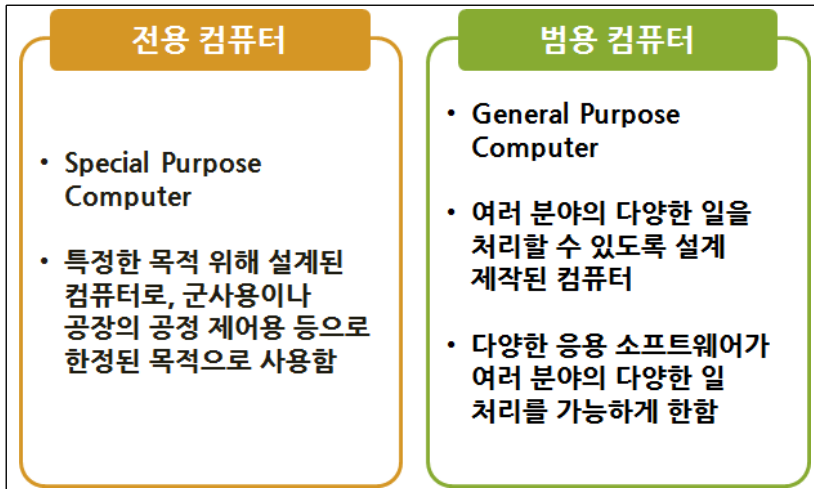 전용 컴퓨터
• Special Purpose
Computer
• 특정한 목적 위해 설계된
컴퓨터로, 군사용이나
공장의 공정 제어용 등으로
한정된 목적으로 사용함
범용 컴퓨터
• General Purpose
Computer
• 여러 분야의 다양한 일을
처리할 수 있도록 설계
제작된 컴퓨터
• 다양한 응용 소프트웨어가
여러 분야의 다양한 일
처리를 가능하게 한함